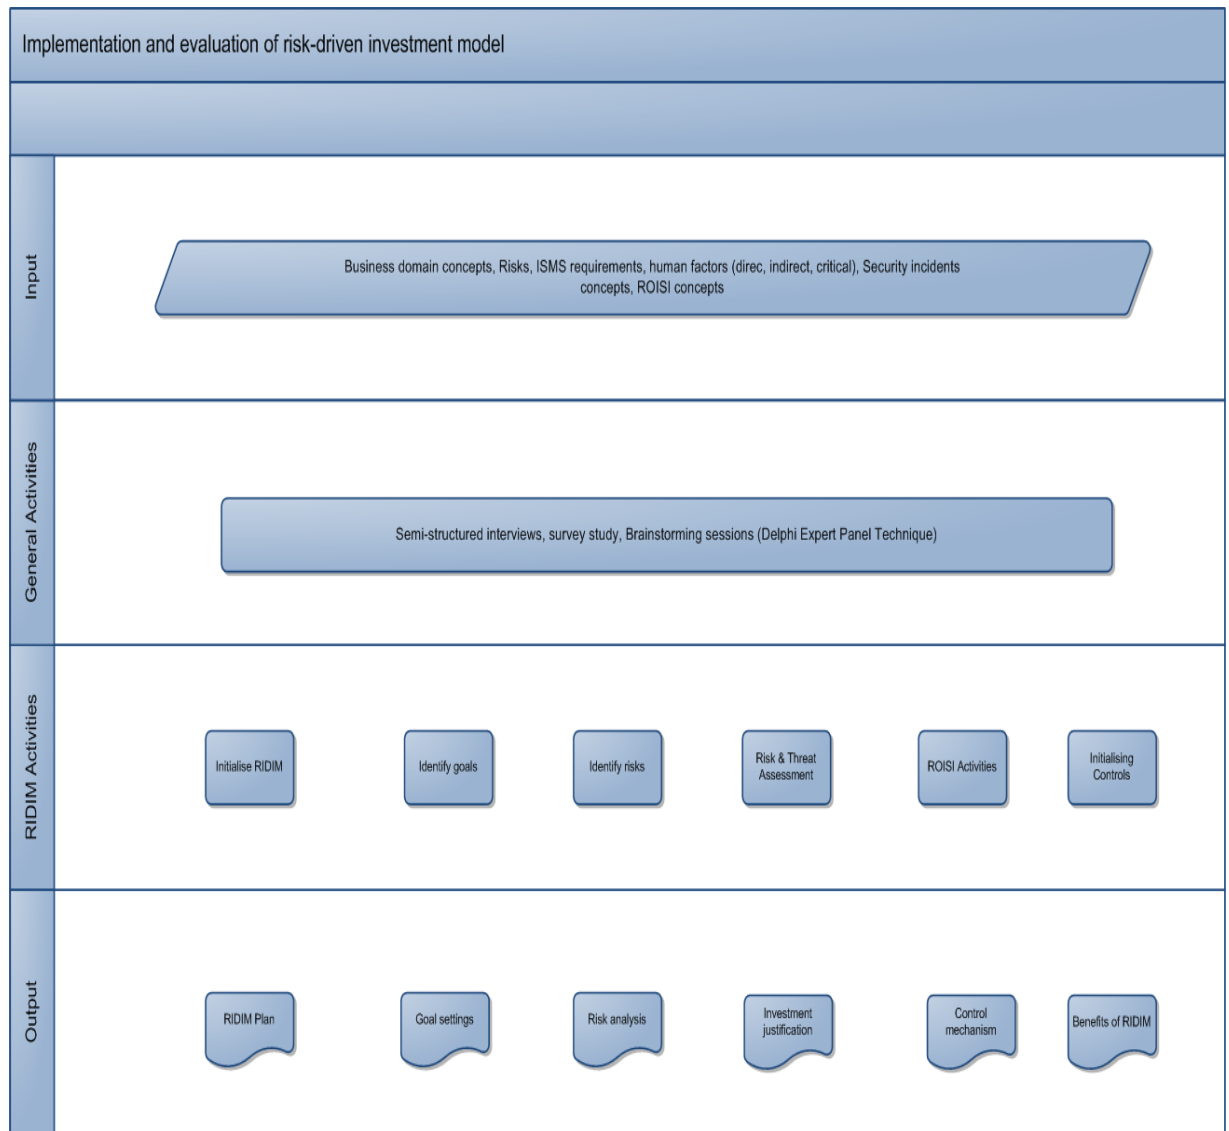 Implementation and evaluation of risk-driven investment model
Input
Business domain concepts, Risks, ISMS requirements, human factors (direc, indirect, critical), Security incidents
concepts, ROISI concepts
General Activities
Semi-structured interviews, survey study, Brainstorming sessions (Delphi Expert Panel Technique)
RIDIM Activities
Initialise RIDIM
Identify goals
Identify risks
Risk & Threat
Assessment
ROISI Activities
Initialising
Controls
Output
RIDIM Plan
Goal settings
Risk analysis
Investment
justification
Control
mechanism
Benefits of RIDIM